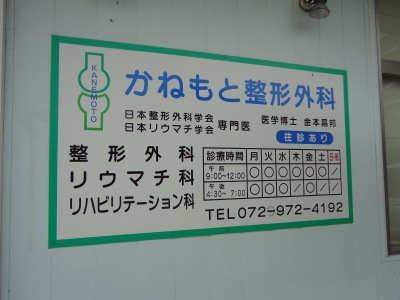 KANEMOTO
かねもと整形外科
日本整形外科学会
日本リウマチ学会 専門医 医学博士 金本昌邦
往診あり
整形外科
リウマチ科
リハビリテーション科
診療時間 月 火 水 木 金 土 日・祝
午前 9:00~12:00 ○ ○ ○ ○ ○ ○ /
午後 4:30~7:00 ○ ○ ○ / ○ / /
TEL 072-972-4192